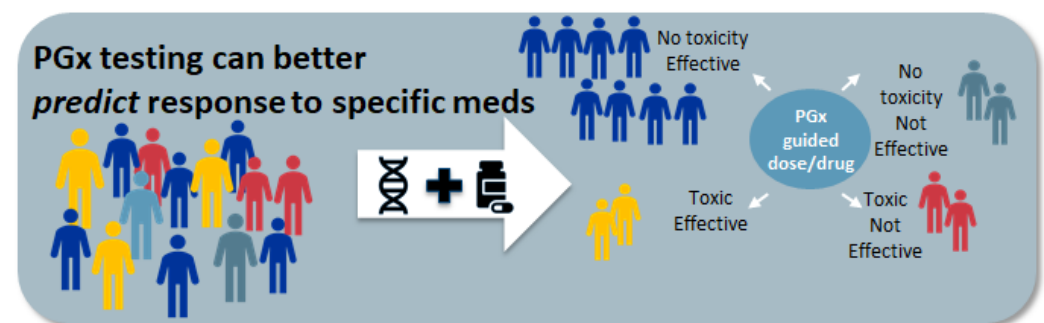 PGx testing can better
predict response to specific meds
No toxicity
Effective
No
toxicity
Not
Effective
PGx
guided
dose/drug
Toxic
Effective
Toxic
Not
Effective